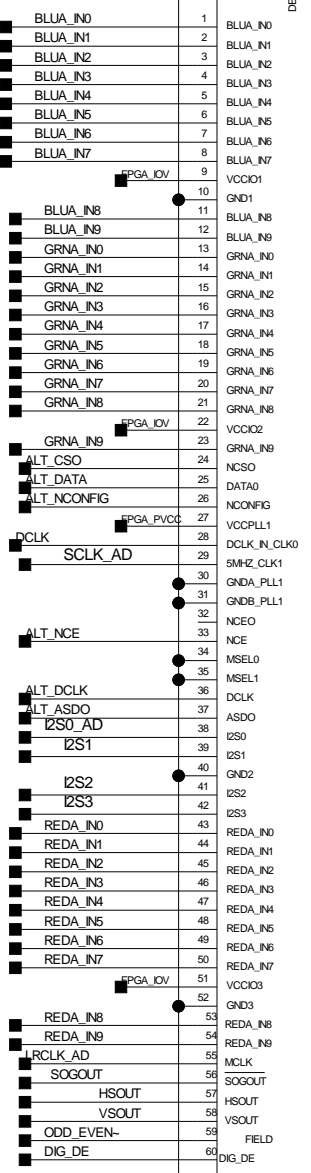 DE
BLUA_IN0 1 BLUA_IN0
BLUA_IN1 2 BLUA_IN1
BLUA_IN2 3 BLUA_IN2
BLUA_IN3 4 BLUA_IN3
BLUA_IN4 5 BLUA_IN4
BLUA_IN5 6 BLUA_IN5
BLUA_IN6 7 BLUA_IN6
BLUA_IN7 8 BLUA_IN7
FPGA_IOV 9 VCCIO1
10 GND1
BLUA_IN8 11 BLUA_IN8
BLUA_IN9 12 BLUA_IN9
GRNA_IN0 13 GRNA_IN0
GRNA_IN1 14 GRNA_IN1
GRNA_IN2 15 GRNA_IN2
GRNA_IN3 16 GRNA_IN3
GRNA_IN4 17 GRNA_IN4
GRNA_IN5 18 GRNA_IN5
GRNA_IN6 19 GRNA_IN6
GRNA_IN7 20 GRNA_IN7
GRNA_IN8 21 GRNA_IN8
FPGA_IOV 22 VCCIO2
GRNA_IN9 23 GRNA_IN9
ALT_CSO 24 NCSO
ALT_DATA 25 DATA0
ALT_NCONFIG 26 NCONFIG
FPGA_PVCC 27 VCCPLL1
DCLK 28 DCLK_IN_CLK0
SCLK_AD 29 5MHZ_CLK1
30 GNDA_PLL1
31 GNDB_PLL1
32 NCEO
ALT_NCE 33 NCE
34 MSEL0
35 MSEL1
ALT_DCLK 36 DCLK
ALT_ASDO 37 ASDO
I2S0_AD 38 I2S0
I2S1 39 I2S1
40 GND2
I2S2 41 I2S2
I2S3 42 I2S3
REDA_IN0 43 REDA_IN0
REDA_IN1 44 REDA_IN1
REDA_IN2 45 REDA_IN2
REDA_IN3 46 REDA_IN3
REDA_IN4 47 REDA_IN4
REDA_IN5 48 REDA_IN5
REDA_IN6 49 REDA_IN6
REDA_IN7 50 REDA_IN7
FPGA_IOV 51 VCCIO3
52 GND3
REDA_IN8 53 REDA_IN8
REDA_IN9 54 REDA_IN9
LRCLK_AD 55 MCLK
SOGOUT 56 SOGOUT
HSOUT 57 HSOUT
VSOUT 58 VSOUT
ODD_EVEN~ 59 FIELD
DIG_DE 60 DIG_DE